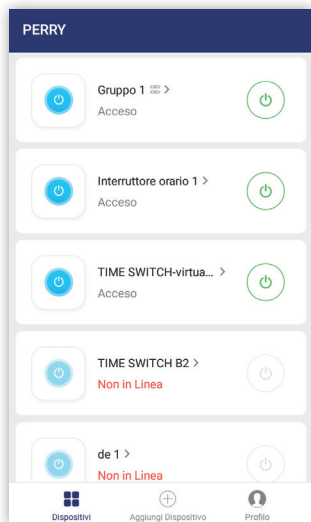 PERRY
Gruppo 1 >
Acceso
Interruttore orario 1 >
Acceso
TIME SWITCH-virtua... >
Acceso
TIME SWITCH B2 >
Non in Linea
de 1 >
Non in Linea
Dispositivi Aggiungi Dispositivo Profilo